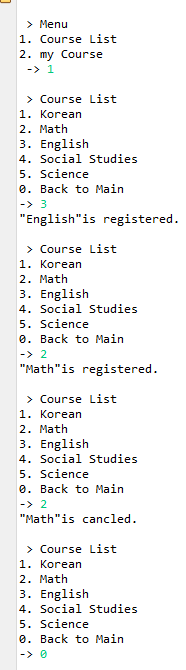 > Menu
1. Course List
2. my Course
-> 1
> Course List
1. Korean
2. Math
3. English
4. Social Studies
5. Science
0. Back to Main
-> 3
"English"is registered.
> Course List
1. Korean
2. Math
3. English
4. Social Studies
5. Science
0. Back to Main
-> 2
"Math"is registered.
> Course List
1. Korean
2. Math
3. English
4. Social Studies
5. Science
0. Back to Main
-> 2
"Math"is cancled.
> Course List
1. Korean
2. Math
3. English
4. Social Studies
5. Science
0. Back to Main
-> 0